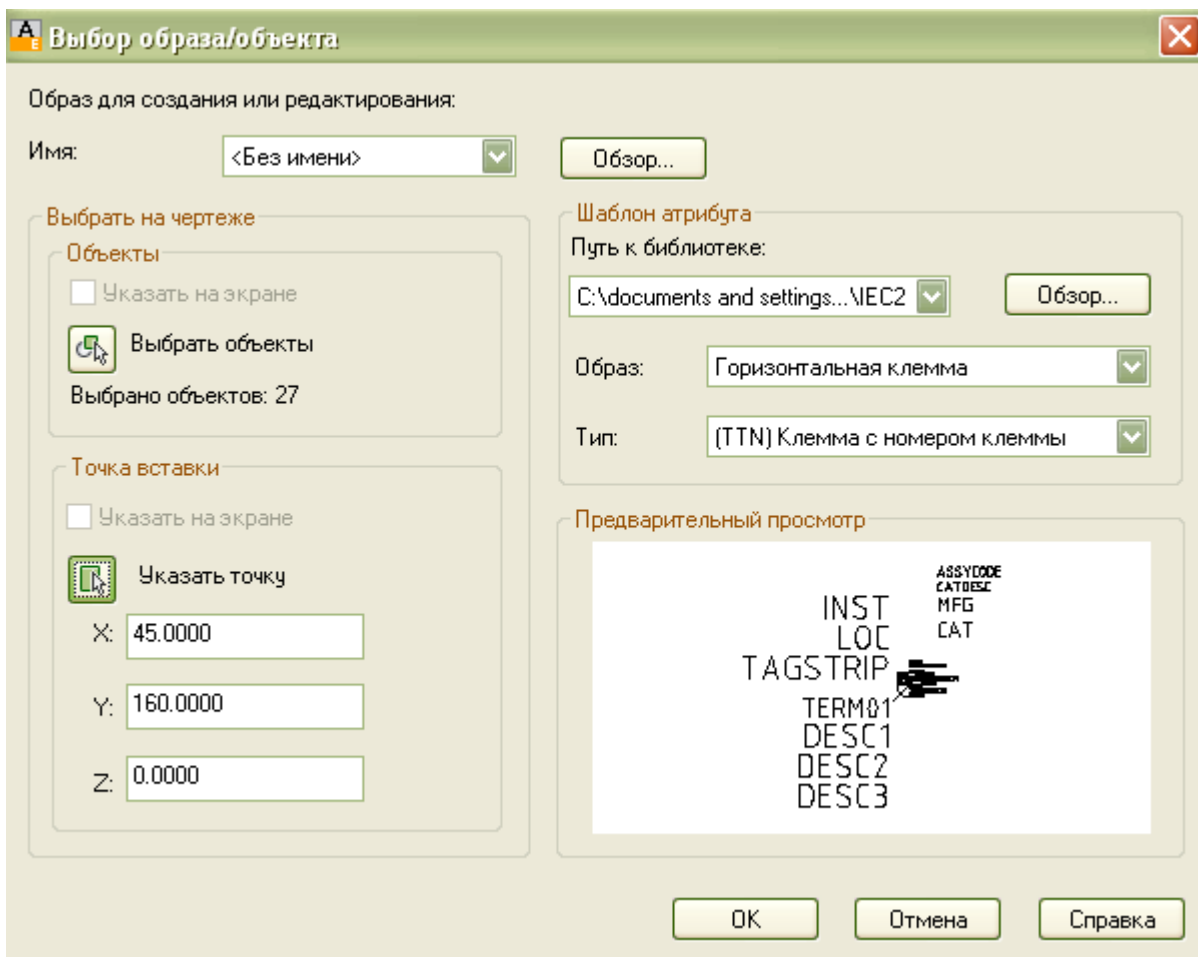 Выбор образа/объекта
Образ для создания или редактирования:
Имя:
<Без имени>
Обзор...
Выбрать на чертеже
Объекты
Указать на экране
Выбрать объекты
Выбрано объектов: 27
Точка вставки
Указать на экране
Указать точку
X: 45.0000
Y: 160.0000
Z: 0.0000
Шаблон атрибута
Путь к библиотеке:
C:\documents and settings...\IEC2
Обзор...
Образ: Горизонтальная клемма
Тип: (TTN) Клемма с номером клеммы
Предварительный просмотр
ASSYCODE
CATDESC
INST MFG
LOC CAT
TAGSTRIP
TERM01
DESC1
DESC2
DESC3
OK Отмена Справка